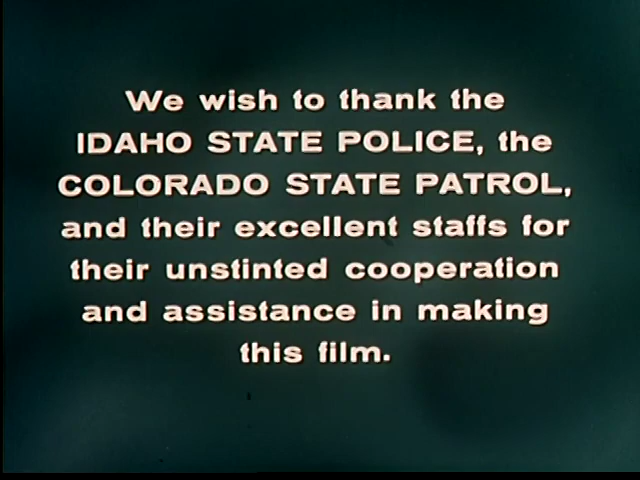 We wish to thank the
IDAHO STATE POLICE, the
COLORADO STATE PATROL,
and their excellent staffs for
their unstinted cooperation
and assistance in making
this film.